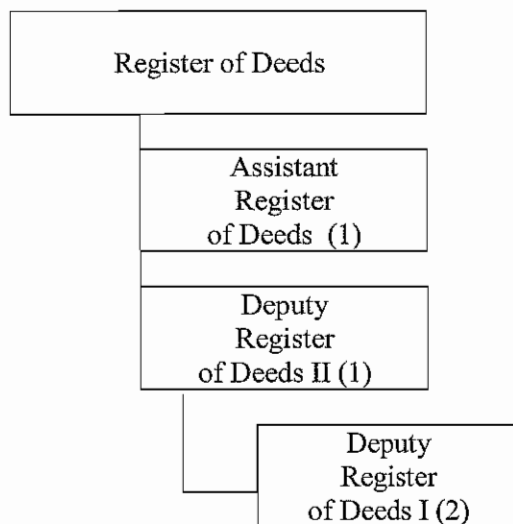 Register of Deeds
Assistant
Register
of Deeds (1)
Deputy
Register
of Deeds II (1)
Deputy
Register
of Deeds I (2)